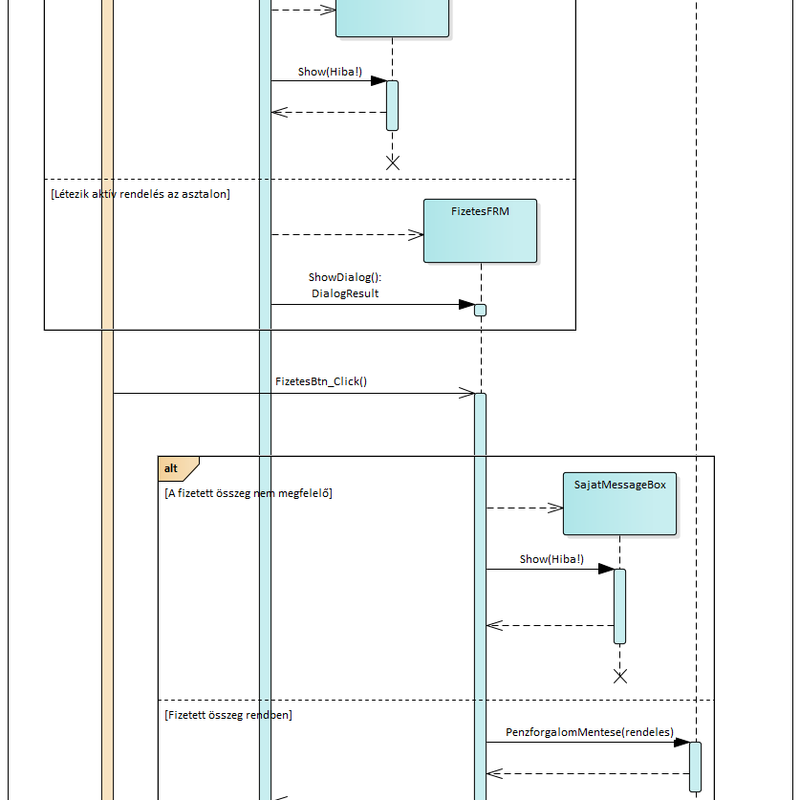 Show(Hiba!)
[Létezik aktív rendelés az asztalon]
FizetesFRM
ShowDialog():
DialogResult
FizetesBtn_Click()
alt
[A fizetett összeg nem megfelelő]
SajatMessageBox
Show(Hiba!)
[Fizetett összeg rendben]
PenzforgalomMentese(rendeles)